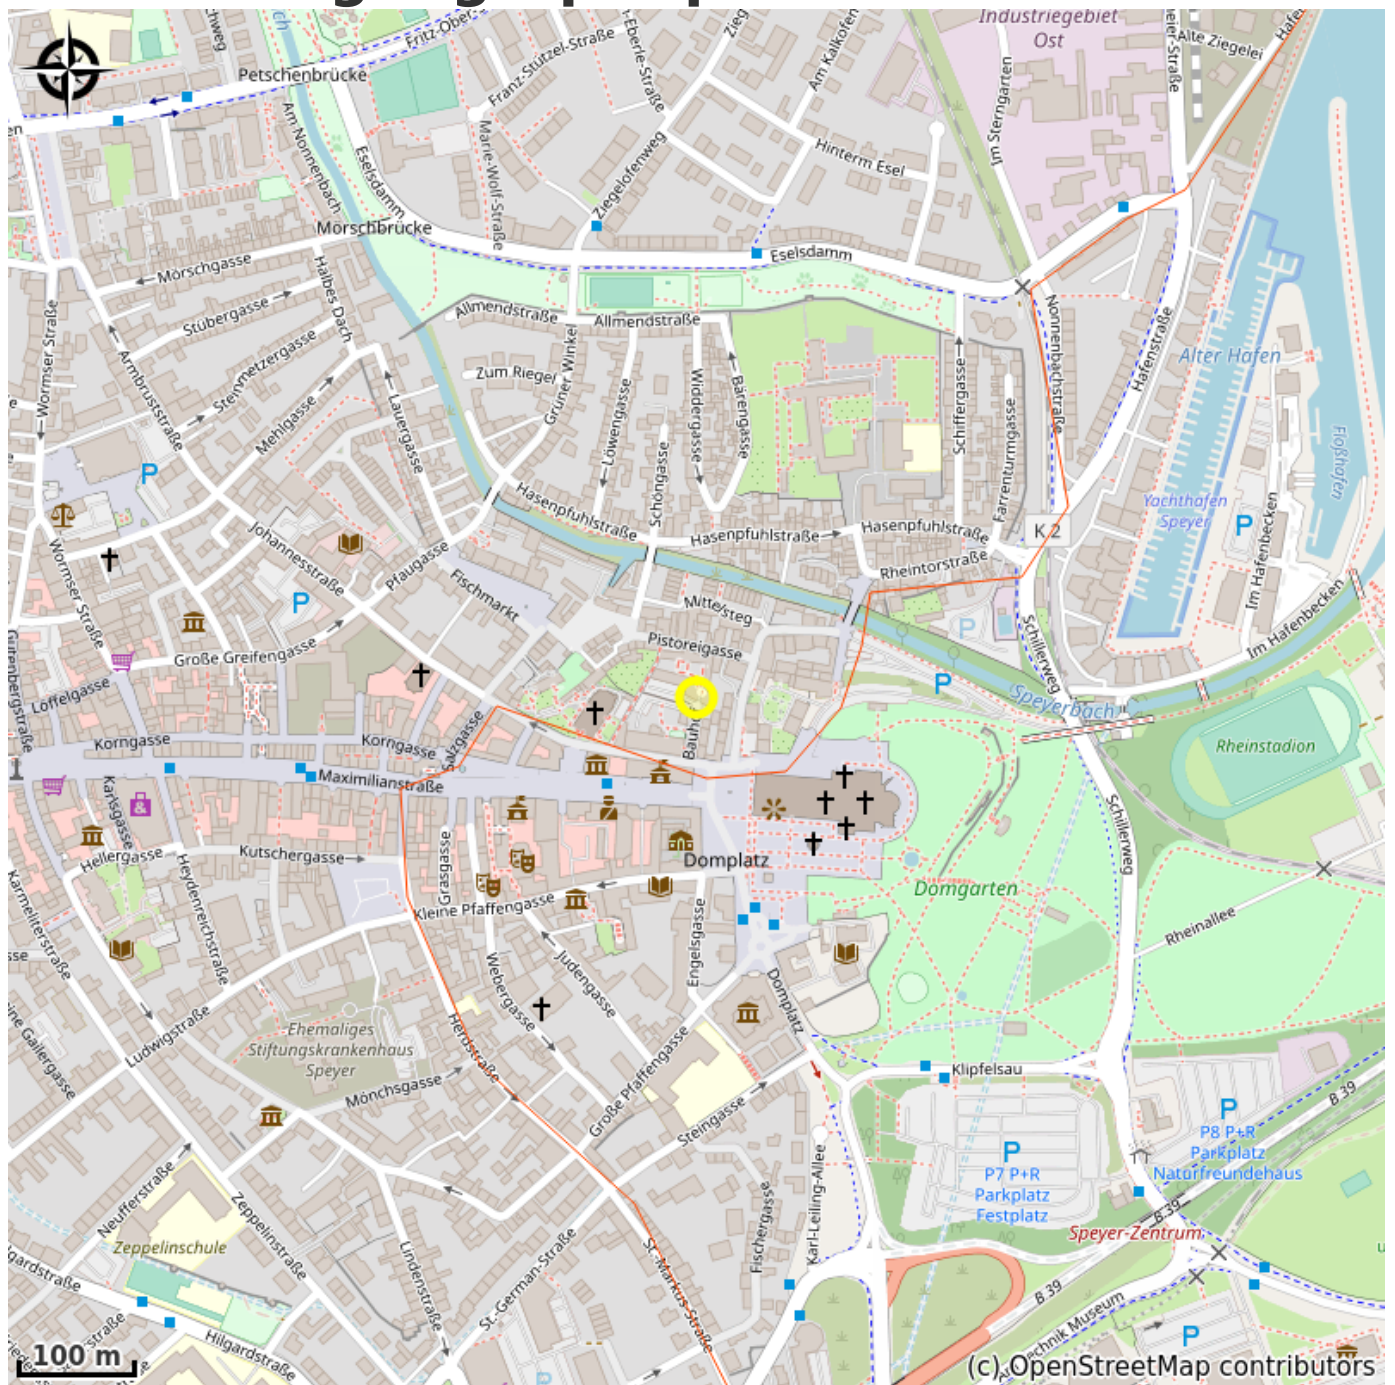 Industriegebiet
Ost
Alte Ziegelei
Fritz-Ober-
Petschenbrücke
Franz-Stützel-Straße
-Eberle-Straße
Am Kalkofen
Im Sterngarten
Am Nonnenbach
Eselsdamm
Marie-Wolf-Straße
Ziegelofenweg
Hinterm Esel
Mörschbrücke
Eselsdamm
Mörschgasse
Halbes Dach
Stübergasse
Allmendstraße
Allmendstraße
Nonnenbachstraße
Hafenstraße
Wormser Straße
Armbruststraße
Stenmetzergasse
Zum Riegel
Grüner Winkel
Löwengasse
Widdergasse
Bärengasse
Schiffergasse
Farrenturmgasse
Alter Hafen
Mehlgasse
Lauergasse
Schöngasse
Floßhafen
P
Yachthafen
Speyer
P
Im Hafenbecken
Hasenpfuhlstraße
Hasenpfuhlstraße
Hasenpfuhlstraße
K 2
Johannesstraße
Pfaugasse
Rheintorstraße
Wormser Straße
Fischmarkt
Mittelsteg
P
Pistoreigasse
P
Schillerweg
Im Hafenbecken
Große Greifengasse
Gutenbergstraße
Löffelgasse
P
Speyerbach
Korngasse
Korngasse
Salzgasse
Bauho
Rheinstadion
Maximilianstraße
Karlsgasse
Hellergasse
Kutschergasse
Grasgasse
Domplatz
Schillerweg
Domgarten
Karmeliterstraße
Heydenreichstraße
Kleine Pfaffengasse
Engelsgasse
Rheinallee
Webergasse
Judengasse
Domplatz
Ludwigstraße
Ehemaliges
Stiftungskrankenhaus
Speyer
Herdstraße
Große Pfaffengasse
Klipfelsau
Mönchsgasse
Steingasse
B 39
P
P8 P+R
Parkplatz
Naturfreundehaus
P
P7 P+R
Parkplatz
Festplatz
Neufferstraße
Zeppelinstraße
Zeppelinschule
Karl-Leiling-Allee
Fischergasse
B 39
Speyer-Zentrum
Lindenstraße
St.-German-Straße
St.-Markus-Straße
B 39
Technik Museum
P
P
Hilgardstraße
100 m
(c) OpenStreetMap contributors